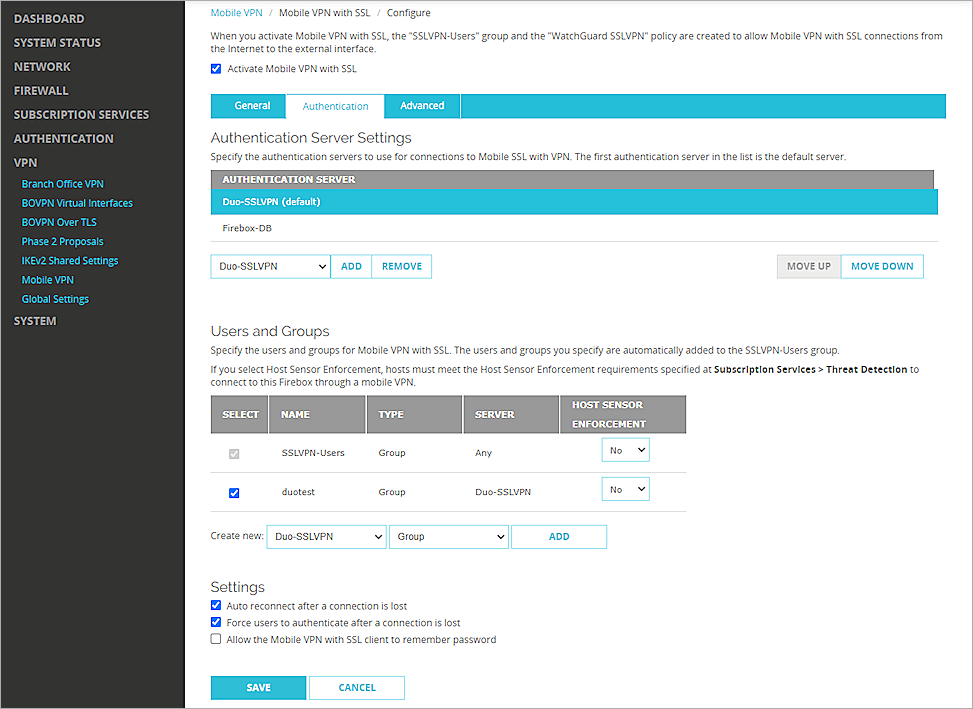 DASHBOARD
SYSTEM STATUS
NETWORK
FIREWALL
SUBSCRIPTION SERVICES
AUTHENTICATION
VPN
Branch Office VPN
BOVPN Virtual Interfaces
BOVPN Over TLS
Phase 2 Proposals
IKEv2 Shared Settings
Mobile VPN
Global Settings
SYSTEM
Mobile VPN / Mobile VPN with SSL / Configure
When you activate Mobile VPN with SSL, the "SSLVPN-Users" group and the "WatchGuard SSLVPN" policy are created to allow Mobile VPN with SSL connections from
the Internet to the external interface.
Activate Mobile VPN with SSL
General Authentication Advanced
Authentication Server Settings
Specify the authentication servers to use for connections to Mobile SSL with VPN. The first authentication server in the list is the default server.
AUTHENTICATION SERVER
Duo-SSLVPN (default)
Firebox-DB
Duo-SSLVPN ADD REMOVE MOVE UP MOVE DOWN
Users and Groups
Specify the users and groups for Mobile VPN with SSL. The users and groups you specify are automatically added to the SSLVPN-Users group.
If you select Host Sensor Enforcement, hosts must meet the Host Sensor Enforcement requirements specified at Subscription Services > Threat Detection to
connect to this Firebox through a mobile VPN.
SELECT NAME TYPE SERVER HOST SENSOR
ENFORCEMENT
SSLVPN-Users Group Any No
duotest Group Duo-SSLVPN No
Create new: Duo-SSLVPN Group ADD
Settings
Auto reconnect after a connection is lost
Force users to authenticate after a connection is lost
Allow the Mobile VPN with SSL client to remember password
SAVE CANCEL